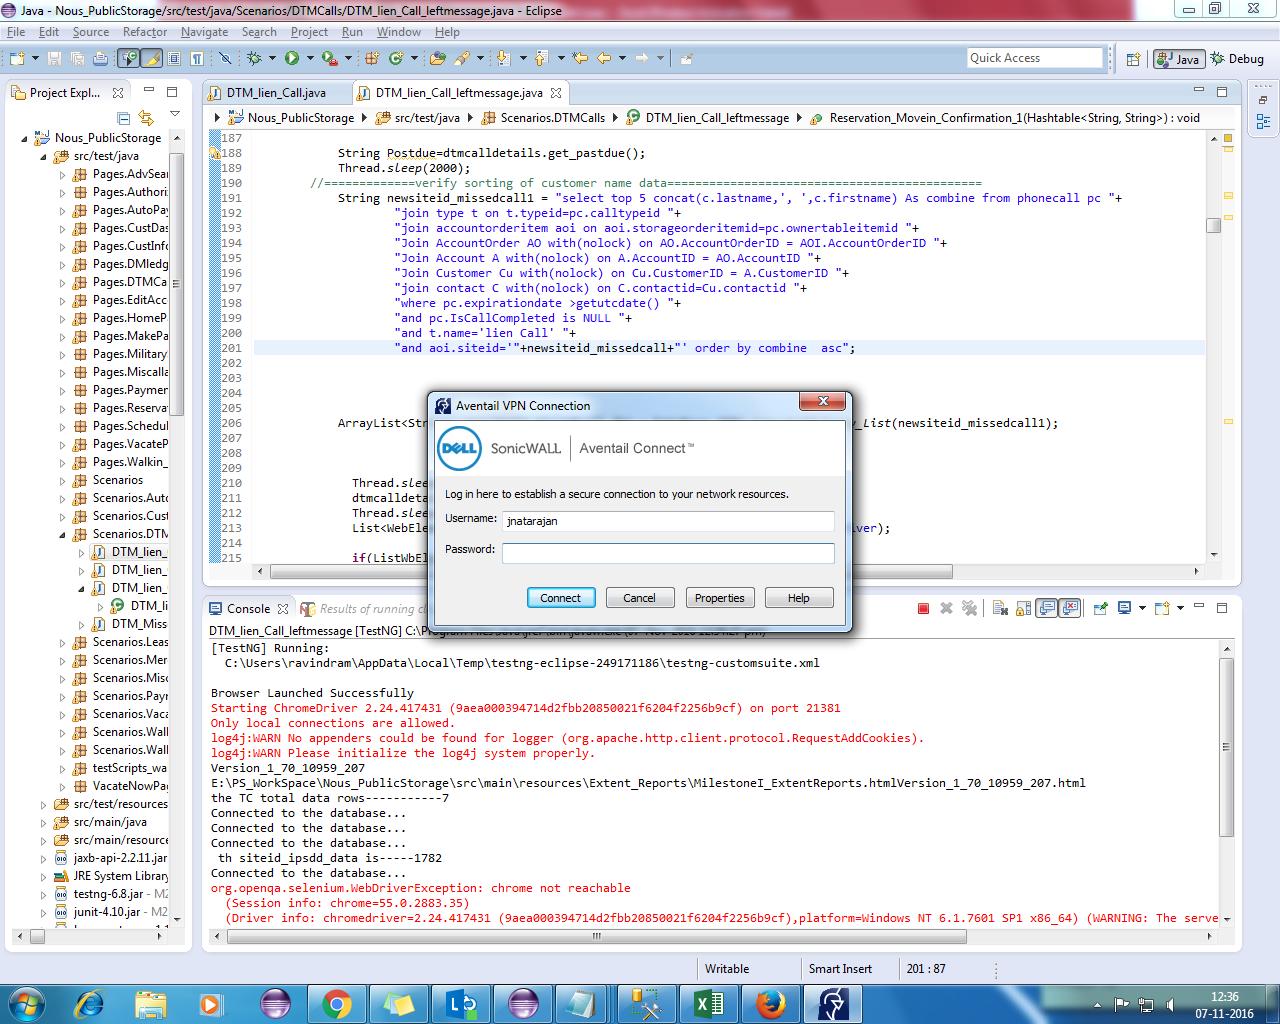 Java - Nous_PublicStorage/src/test/java/Scenarios/DTMCalls/DTM_lien_Call_leftmessage.java - Eclipse
File Edit Source Refactor Navigate Search Project Run Window Help
Quick Access
Java
Debug
Project Expl...
DTM_lien_Call.java
DTM_lien_Call_leftmessage.java
Nous_PublicStorage
src/test/java
Scenarios.DTMCalls
DTM_lien_Call_leftmessage
Reservation_Movein_Confirmation_1(Hashtable<String, String>) : void
Nous_PublicStorage
src/test/java
Pages.AdvSear
Pages.Authori
Pages.AutoPay
Pages.CustDas
Pages.CustInfo
Pages.DMledg
Pages.DTMCa
Pages.EditAcc
Pages.HomeP
Pages.MakePa
Pages.Military
Pages.Miscalla
Pages.Paymen
Pages.Reserva
Pages.Schedul
Pages.VacateP
Pages.Walkin_
Scenarios
Scenarios.Auto
Scenarios.Cust
Scenarios.DTM
DTM_lien_
DTM_lien_
DTM_lien_
DTM_li
DTM_Miss
Scenarios.Leas
Scenarios.Mer
Scenarios.Misc
Scenarios.Payr
Scenarios.Vaca
Scenarios.Wall
Scenarios.Wall
testScripts_wa
VacateNowPag
src/test/resources
src/main/java
src/main/resource
jaxb-api-2.2.11.jar
JRE System Library
testng-6.8.jar - M2
junit-4.10.jar - M2
187
188 String Postdue=dtmcalldetails.get_pastdue();
189 Thread.sleep(2000);
190 //=============verify sorting of customer name data=============================================
191 String newsiteid_missedcall1 = "select top 5 concat(c.lastname,', ',c.firstname) As combine from phonecall pc "+
192 "join type t on t.typeid=pc.calltypeid "+
193 "join accountorderitem aoi on aoi.storageorderitemid=pc.ownertableitemid "+
194 "Join AccountOrder AO with(nolock) on AO.AccountOrderID = AOI.AccountOrderID "+
195 "Join Account A with(nolock) on A.AccountID = AO.AccountID "+
196 "Join Customer Cu with(nolock) on Cu.CustomerID = A.CustomerID "+
197 "join contact C with(nolock) on C.contactid=Cu.contactid "+
198 "where pc.expirationdate >getutcdate() "+
199 "and pc.IsCallCompleted is NULL "+
200 "and t.name='lien Call' "+
201 "and aoi.siteid='"+newsiteid_missedcall+"' order by combine  asc";
202
203
204
205
206 ArrayList<Str y_List(newsiteid_missedcall1);
207
208
209
210 Thread.slee
211 dtmcalldeta
212 Thread.slee
213 List<WebEle ver);
214
215 if(ListWbEl
Aventail VPN Connection
DELL SonicWALL | Aventail Connect™
Log in here to establish a secure connection to your network resources.
Username: jnatarajan
Password:
Connect Cancel Properties Help
Console
Results of running cl
DTM_lien_Call_leftmessage [TestNG] C:\Program Files\Java\jre7\bin\javaw.exe
[TestNG] Running:
C:\Users\ravindram\AppData\Local\Temp\testng-eclipse-249171186\testng-customsuite.xml
Browser Launched Successfully
Starting ChromeDriver 2.24.417431 (9aea000394714d2fbb20850021f6204f2256b9cf) on port 21381
Only local connections are allowed.
log4j:WARN No appenders could be found for logger (org.apache.http.client.protocol.RequestAddCookies).
log4j:WARN Please initialize the log4j system properly.
Version_1_70_10959_207
E:\PS_WorkSpace\Nous_PublicStorage\src\main\resources\Extent_Reports\MilestoneI_ExtentReports.htmlVersion_1_70_10959_207.html
the TC total data rows-----------7
Connected to the database...
Connected to the database...
Connected to the database...
th siteid_ipsdd_data is-----1782
Connected to the database...
org.openqa.selenium.WebDriverException: chrome not reachable
(Session info: chrome=55.0.2883.35)
(Driver info: chromedriver=2.24.417431 (9aea000394714d2fbb20850021f6204f2256b9cf),platform=Windows NT 6.1.7601 SP1 x86_64) (WARNING: The serve
Writable
Smart Insert
201 : 87
12:36
07-11-2016